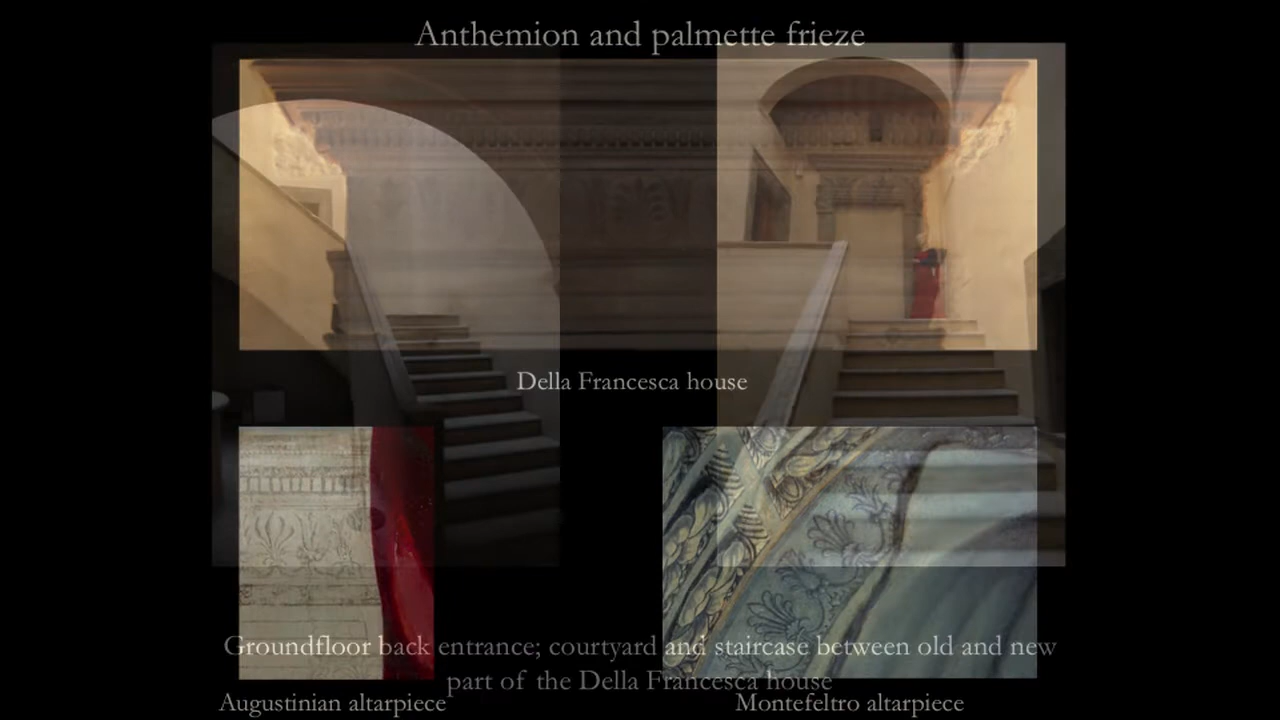 Anthemion and palmette frieze
Della Francesca house
Groundfloor back entrance; courtyard and staircase between old and new
part of the Della Francesca house
Augustinian altarpiece
Montefeltro altarpiece